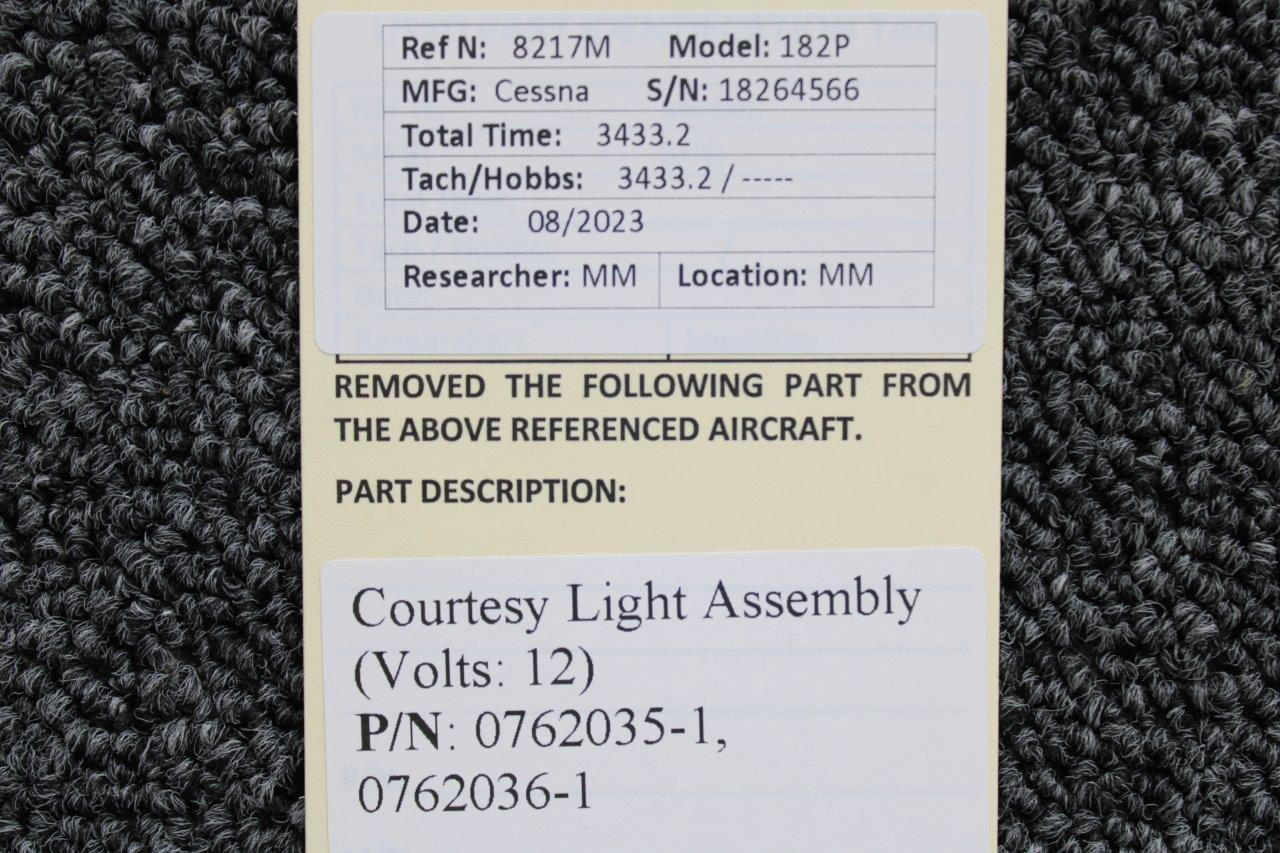 Ref N: 8217M Model: 182P
MFG: Cessna S/N: 18264566
Total Time: 3433.2
Tach/Hobbs: 3433.2 / -----
Date: 08/2023
Researcher: MM Location: MM
Researcher: Location:
REMOVED THE FOLLOWING PART FROM
THE ABOVE REFERENCED AIRCRAFT.
PART DESCRIPTION:
Courtesy Light Assembly
(Volts: 12)
P/N: 0762035-1,
0762036-1